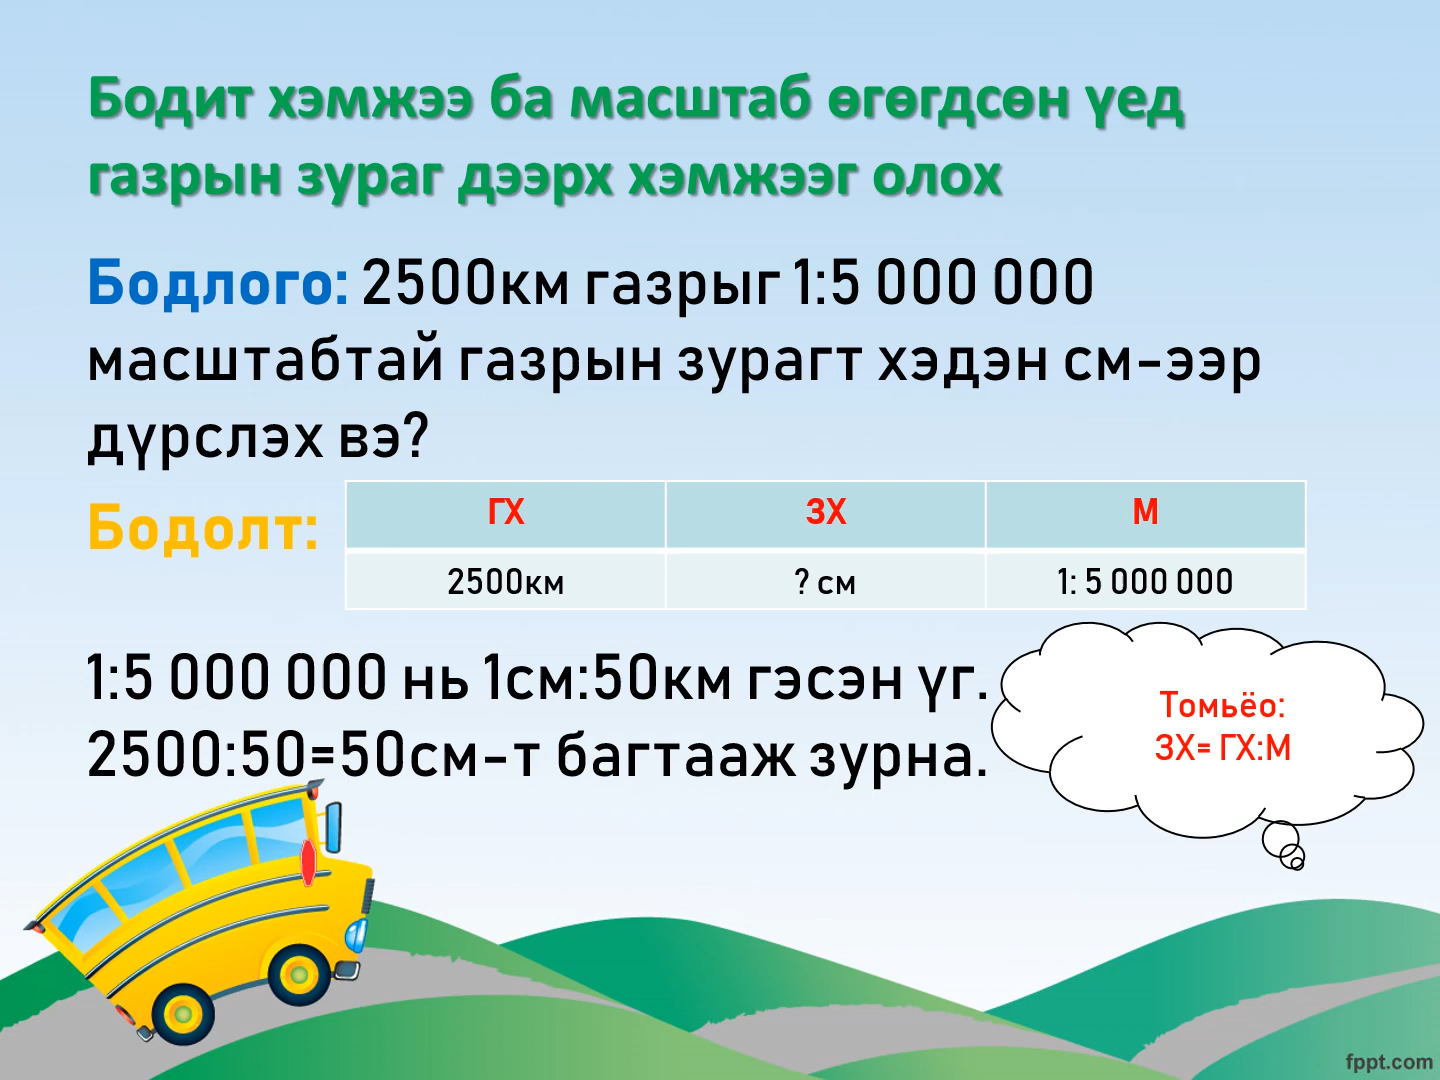 Бодит хэмжээ ба масштаб өгөгдсөн үед
газрын зураг дээрх хэмжээг олох
Бодлого: 2500км газрыг 1:5 000 000
масштабтай газрын зурагт хэдэн см-ээр
дүрслэх вэ?
Бодолт:
ГХ ЗХ М
2500км ? см 1: 5 000 000
1:5 000 000 нь 1см:50км гэсэн үг.
2500:50=50см-т багтааж зурна.
Томьёо:
ЗХ= ГХ:М
fppt.com